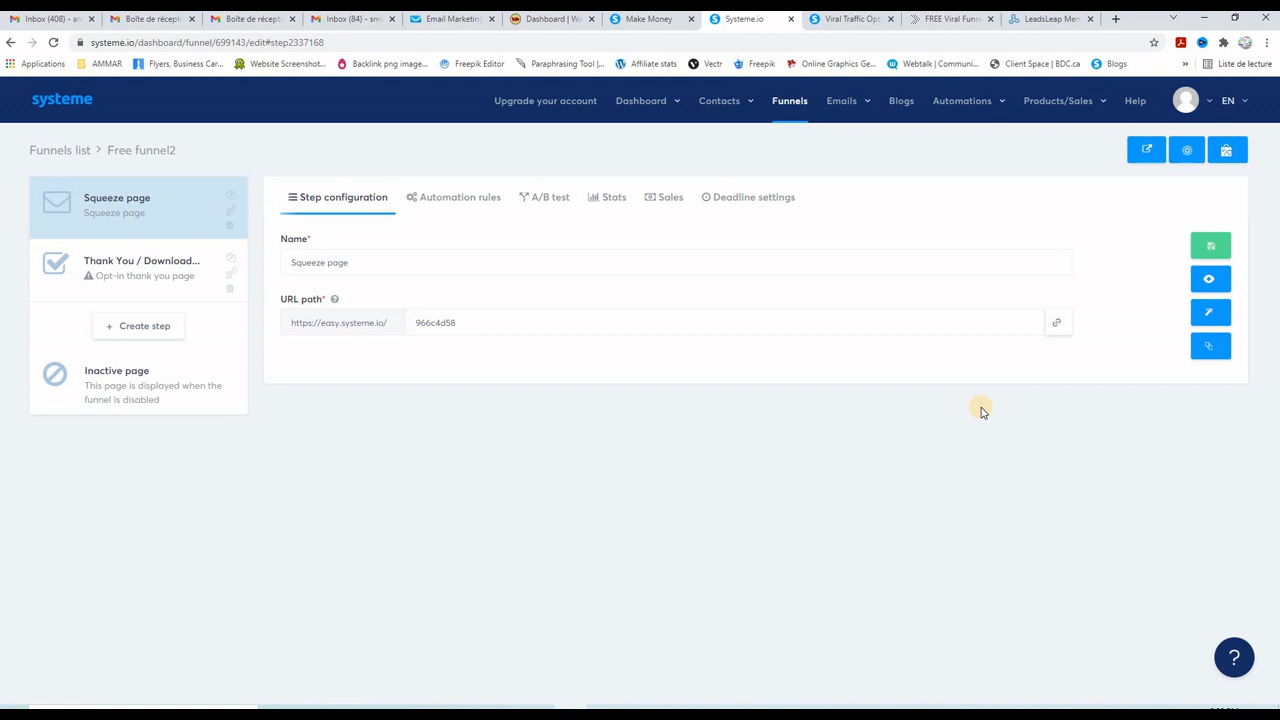 Inbox (408) - an
Boîte de récept
Boîte de récept
Inbox (84) - sm
Email Marketing
Dashboard | Wa
Make Money
Systeme.io
Viral Traffic Opt
FREE Viral Funn
LeadsLeap Mem
systeme.io/dashboard/funnel/699143/edit#step2337168
Applications
AMMAR
Flyers, Business Car...
Website Screenshot...
Backlink png image...
Freepik Editor
Paraphrasing Tool |...
Affiliate stats
Vectr
Freepik
Online Graphics Ge...
Webtalk | Communi...
Client Space | BDC.ca
Blogs
»
Liste de lecture
systeme
Upgrade your account
Dashboard
Contacts
Funnels
Emails
Blogs
Automations
Products/Sales
Help
EN
Funnels list > Free funnel2
Squeeze page
Squeeze page
Thank You / Download...
Opt-in thank you page
+ Create step
Inactive page
This page is displayed when the
funnel is disabled
Step configuration
Automation rules
A/B test
Stats
Sales
Deadline settings
Name*
Squeeze page
URL path* ?
https://easy.systeme.io/
966c4d58
?